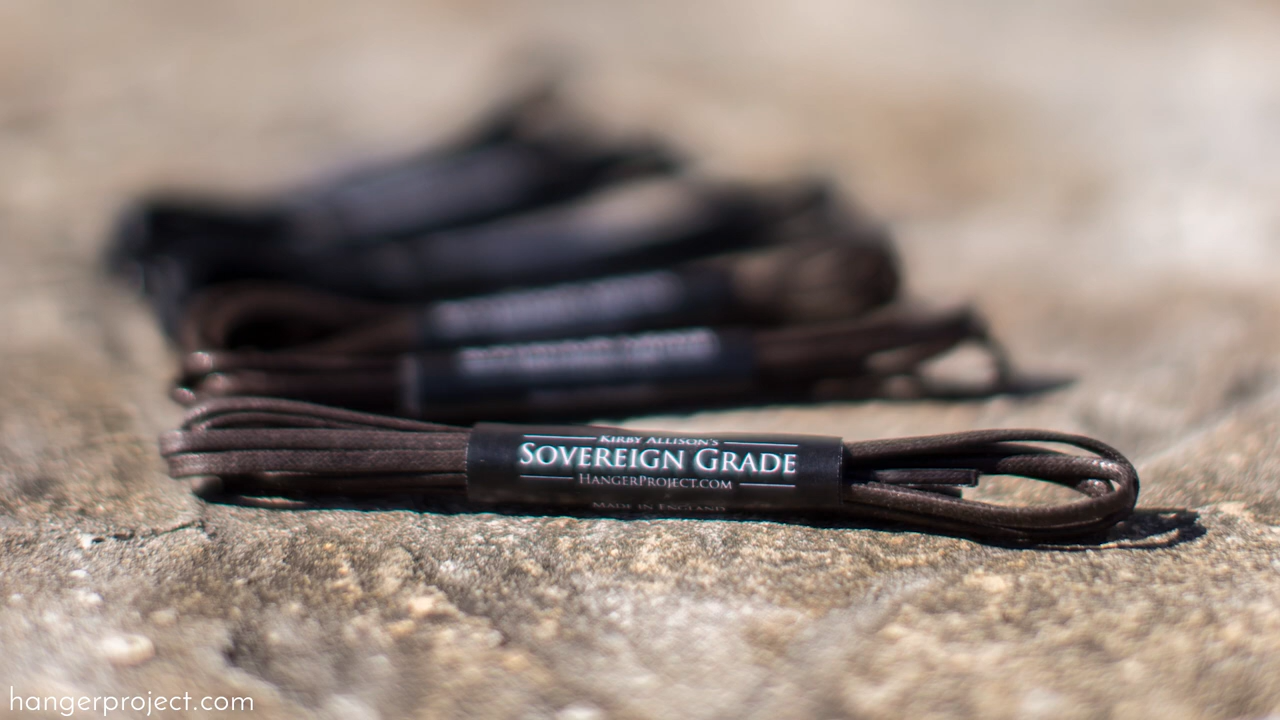 Kirby Allison's
Sovereign Grade
HangerProject.com
Made in England
hangerproject.com